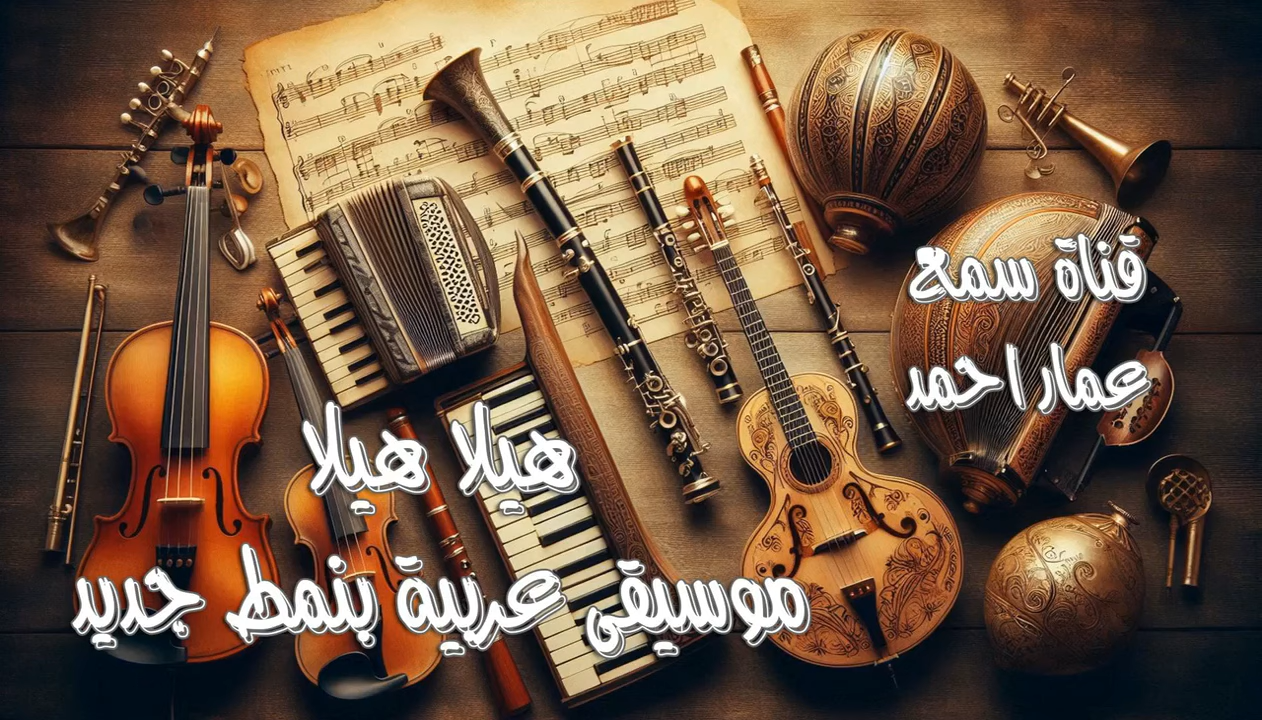 قناة سمع
عمار احمد
هيلا هيلا
موسيقى عربية بنمط جديد